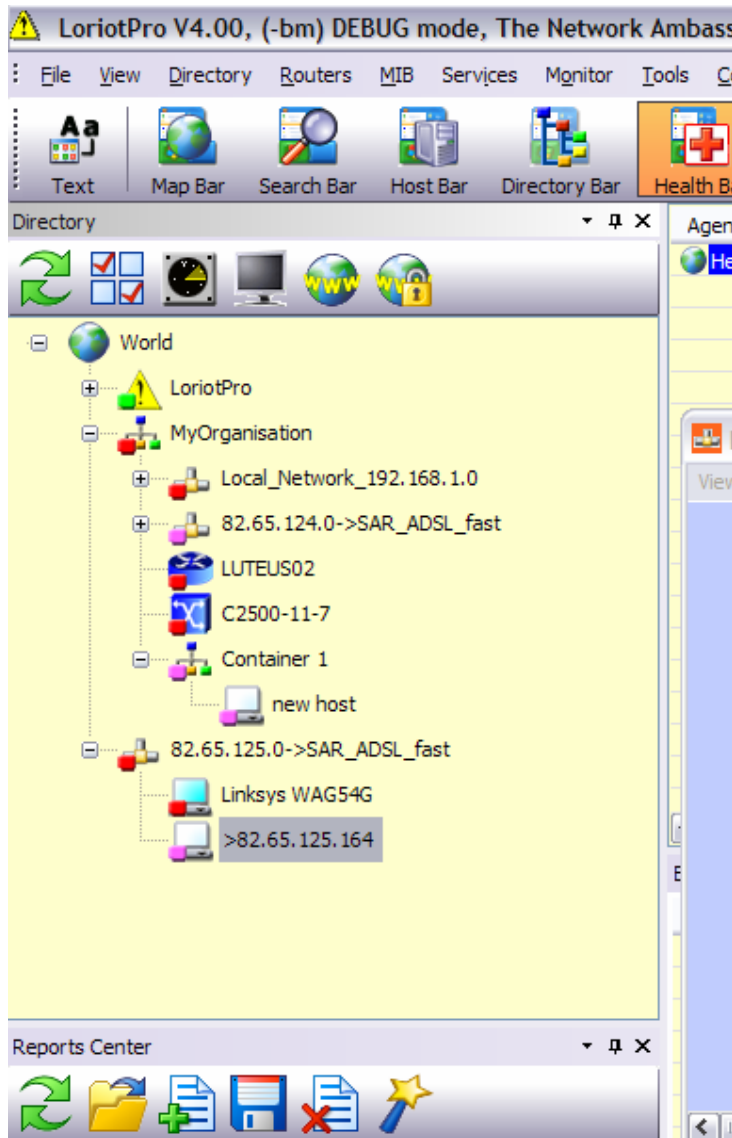 LoriotPro V4.00, (-bm) DEBUG mode, The Network
File View Directory Routers MIB Services Monitor Tools
Aa
Text Map Bar Search Bar Host Bar Directory Bar Health
Directory
www www
World
LoriotPro
MyOrganisation
Local_Network_192.168.1.0
82.65.124.0->SAR_ADSL_fast
LUTEUS02
C2500-11-7
Container 1
new host
82.65.125.0->SAR_ADSL_fast
Linksys WAG54G
>82.65.125.164
Reports Center